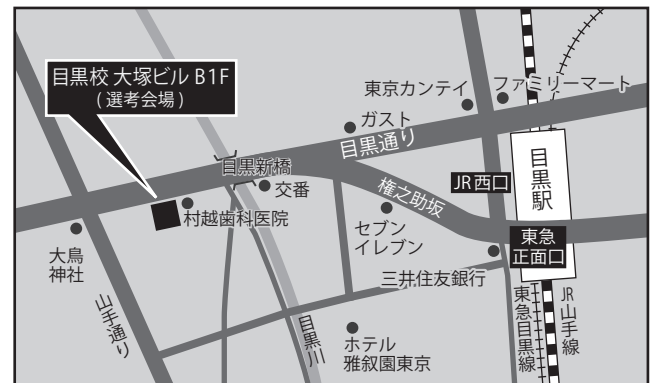 目黒校 大塚ビル B1F
(選考会場)
東京カンテイ
ファミリーマート
ガスト
目黒通り
目黒新橋
交番
村越歯科医院
大鳥
神社
山手通り
権之助坂
セブン
イレブン
JR西口
目黒駅
東急
正面口
三井住友銀行
目黒川
ホテル
雅叙園東京
東急目黒線
JR山手線